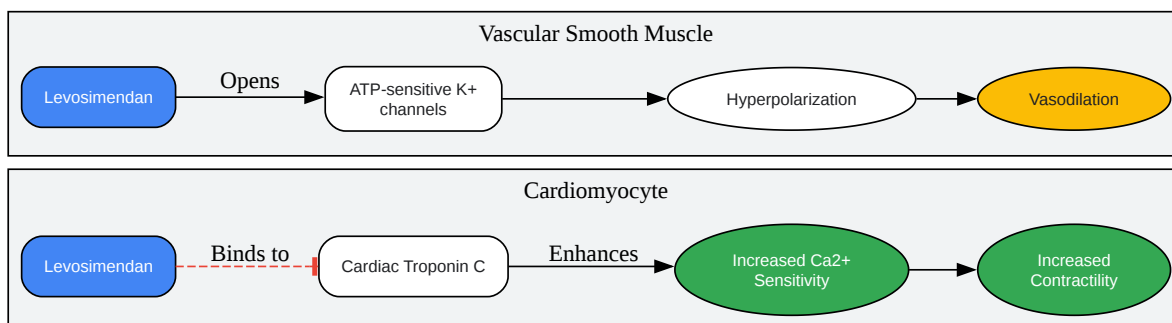 Vascular Smooth Muscle
Levosimendan
Opens
ATP-sensitive K+
channels
Hyperpolarization
Vasodilation
Cardiomyocyte
Levosimendan
Binds to
Cardiac Troponin C
Enhances
Increased Ca2+
Sensitivity
Increased
Contractility